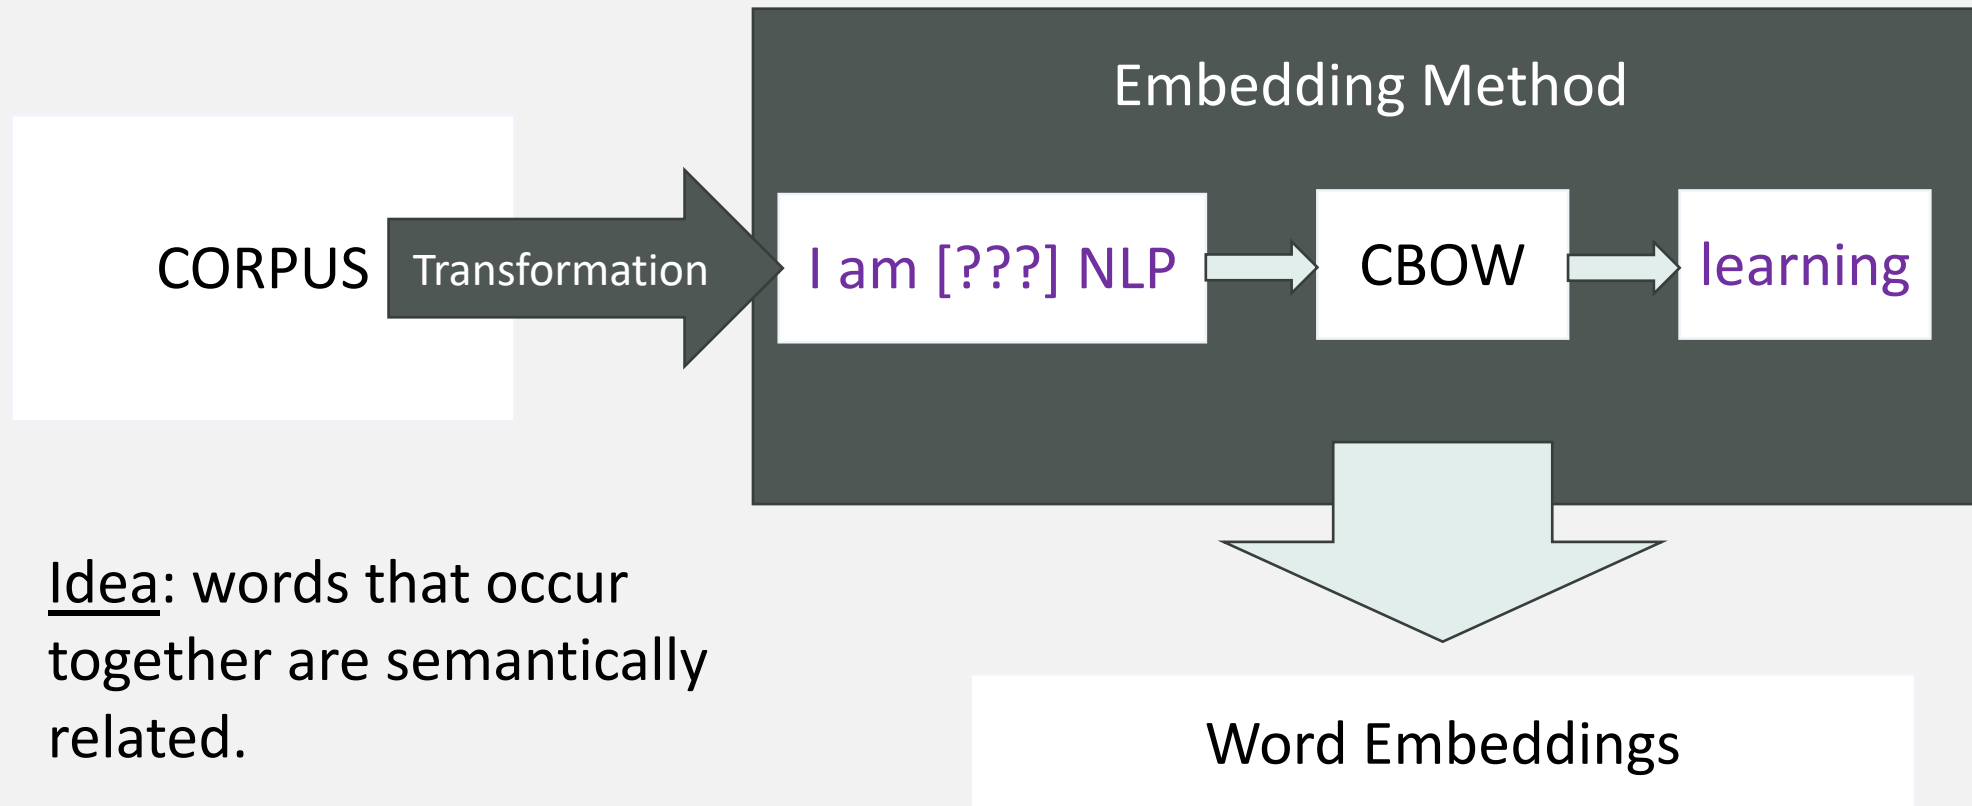 Embedding Method
CORPUS
Transformation
I am [???] NLP
CBOW
learning
Idea: words that occur
together are semantically
related.
Word Embeddings